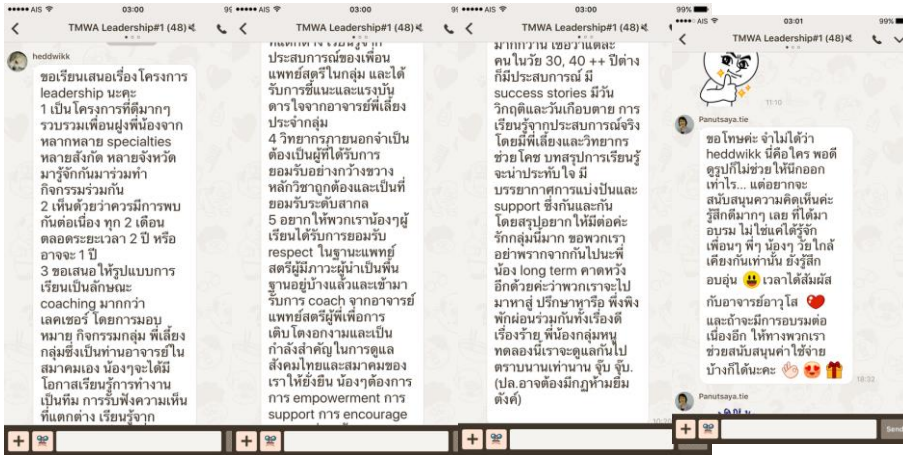 AIS 03:00
TMWA Leadership#1 (48)
heddwikk
ขอเรียนเสนอเรื่องโครงการ
leadership นะคะ
1 เป็นโครงการที่ดีมากๆ
รวบรวมเพื่อนฝูงพี่น้องจาก
หลากหลาย specialties
หลายสังกัด หลายจังหวัด
มารู้จักกันมาร่วมทำ
กิจกรรมร่วมกัน
2 เห็นด้วยว่าควรมีการพบ
กันต่อเนื่อง ทุก 2 เดือน
ตลอดระยะเวลา 2 ปี หรือ
อาจจะ 1 ปี
3 ขอเสนอให้รูปแบบการ
เรียนเป็นลักษณะ
coaching มากกว่า
เลคเชอร์ โดยการมอบ
หมาย กิจกรรมกลุ่ม พี่เลี้ยง
กลุ่มซึ่งเป็นท่านอาจารย์ใน
สมาคมเอง น้องๆจะได้มี
โอกาสเรียนรู้การทำงาน
เป็นทีม การรับฟังความเห็น
ที่แตกต่าง เรียนรู้จาก
AIS 03:00
TMWA Leadership#1 (48)
ที่แตกต่าง เรียนรู้จาก
ประสบการณ์ของเพื่อน
แพทย์สตรีในกลุ่ม และได้
รับการชี้แนะและแรงบัน
ดารใจจากอาจารย์พี่เลี้ยง
ประจำกลุ่ม
4 วิทยากรภายนอกจำเป็น
ต้องเป็นผู้ที่ได้รับการ
ยอมรับอย่างกว้างขวาง
หลักวิชาถูกต้องและเป็นที่
ยอมรับระดับสากล
5 อยากให้พวกเราน้องๆผู้
เรียนได้รับการยอมรับ
respect ในฐานะแพทย์
สตรีผู้มีภาวะผู้นำเป็นพื้น
ฐานอยู่บ้างแล้วและเข้ามา
รับการ coach จากอาจารย์
แพทย์สตรีผู้พี่เพื่อการ
เติบโตงอกงามและเป็น
กำลังสำคัญในการดูแล
สังคมไทยและสมาคมของ
เราให้ยั่งยืน น้องๆต้องการ
การ empowerment การ
support การ encourage
AIS 03:00
TMWA Leadership#1 (48)
มากกว่าน เชื่อว่าแต่ละ
คนในวัย 30, 40 ++ ปีต่าง
ก็มีประสบการณ์ มี
success stories มีวัน
วิกฤติและวันเกือบตาย การ
เรียนรู้จากประสบการณ์จริง
โดยมีพี่เลี้ยงและวิทยากร
ช่วยโคช บทสรุปการเรียนรู้
จะน่าประทับใจ มี
บรรยากาศการแบ่งปันและ
support ซึ่งกันและกัน
โดยสรุปอยากให้มีต่อค่ะ
รักกลุ่มนี้มาก ขอพวกเรา
อย่าพรากจากกันไปนะพี่
น้อง long term คาดหวัง
อีกด้วยค่ะว่าพวกเราจะไป
มาหาสู่ ปรึกษาหารือ พึ่งพิง
พักผ่อนร่วมกันทั้งเรื่องดี
เรื่องร้าย พี่น้องกลุ่มหนู
ทดลองนี้เราจะดูแลกันไป
ตราบนานเท่านาน จุ๊บ จุ๊บ.
(ปล.อาจต้องมีกฎห้ามยืม
ตังค์)
99%
AIS 03:01 99%
TMWA Leadership#1 (48)
11:10
Panutsaya.tie
ขอโทษค่ะ จำไม่ได้ว่า
heddwikk นี่คือใคร พอดี
ดูรูปก็ไม่ช่วยให้นึกออก
เท่าไร... แต่อยากจะ
สนับสนุนความคิดเห็นค่ะ
รู้สึกดีมากๆ เลย ที่ได้มา
อบรม ไม่ใช่แค่ได้รู้จัก
เพื่อนๆ พี่ๆ น้องๆ วัยใกล้
เคียงกันเท่านั้น ยังรู้สึก
อบอุ่น 😃 เวลาได้สัมผัส
กับอาจารย์อาวุโส ❤
และถ้าจะมีการอบรมต่อ
เนื่องอีก ให้ทางพวกเรา
ช่วยสนับสนุนค่าใช้จ่าย
บ้างก็ได้นะคะ 👌😍🎁
18:32
Panutsaya.tie
Send